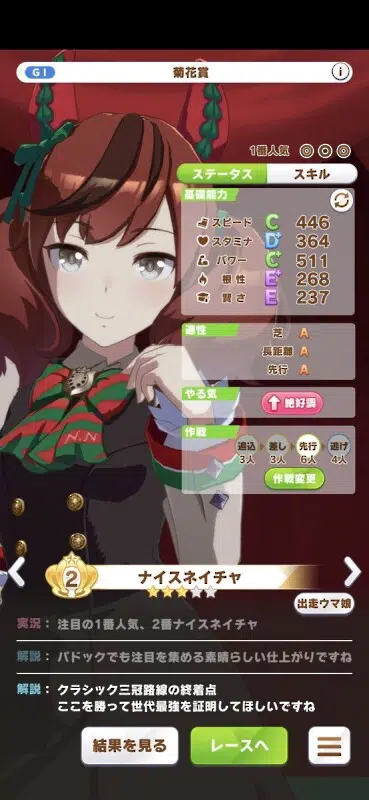 G I 菊花賞 i
1番人気
ステータス スキル
基礎能力
スピード C 446
スタミナ D+ 364
パワー C+ 511
根性 E+ 268
賢さ E 237
適性
芝 A
長距離 A
先行 A
やる気 絶好調
作戦
追込 差し 先行 逃げ
3人 3人 6人 4人
作戦変更
N.N
2 ナイスネイチャ
出走ウマ娘
実況： 注目の1番人気、2番ナイスネイチャ
解説： パドックでも注目を集める素晴らしい仕上がりですね
解説： クラシック三冠路線の終着点
ここを勝って世代最強を証明してほしいですね
結果を見る レースへ